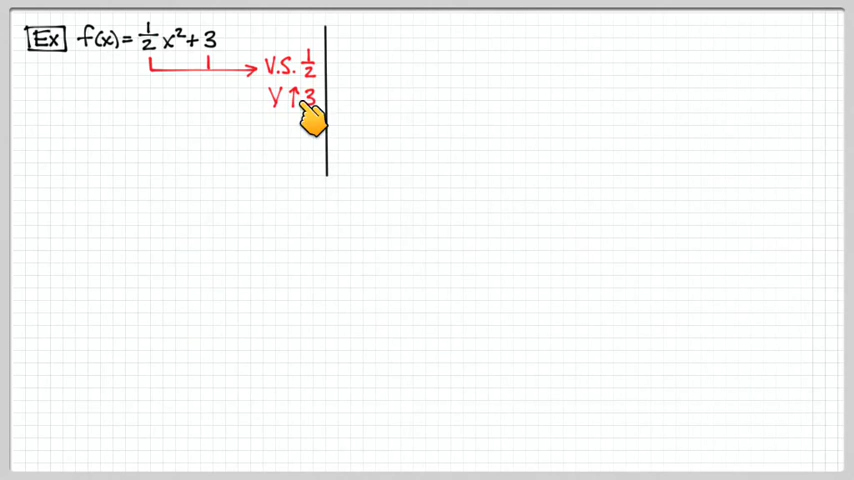 Ex f(x) = 1/2 x² + 3
V.S. 1/2
V ↑ 3